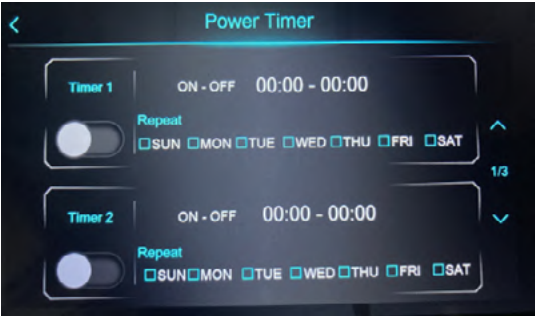 Power Timer
Timer 1
ON - OFF 00:00 - 00:00
Repeat
SUN MON TUE WED THU FRI SAT
1/3
Timer 2
ON - OFF 00:00 - 00:00
Repeat
SUN MON TUE WED THU FRI SAT